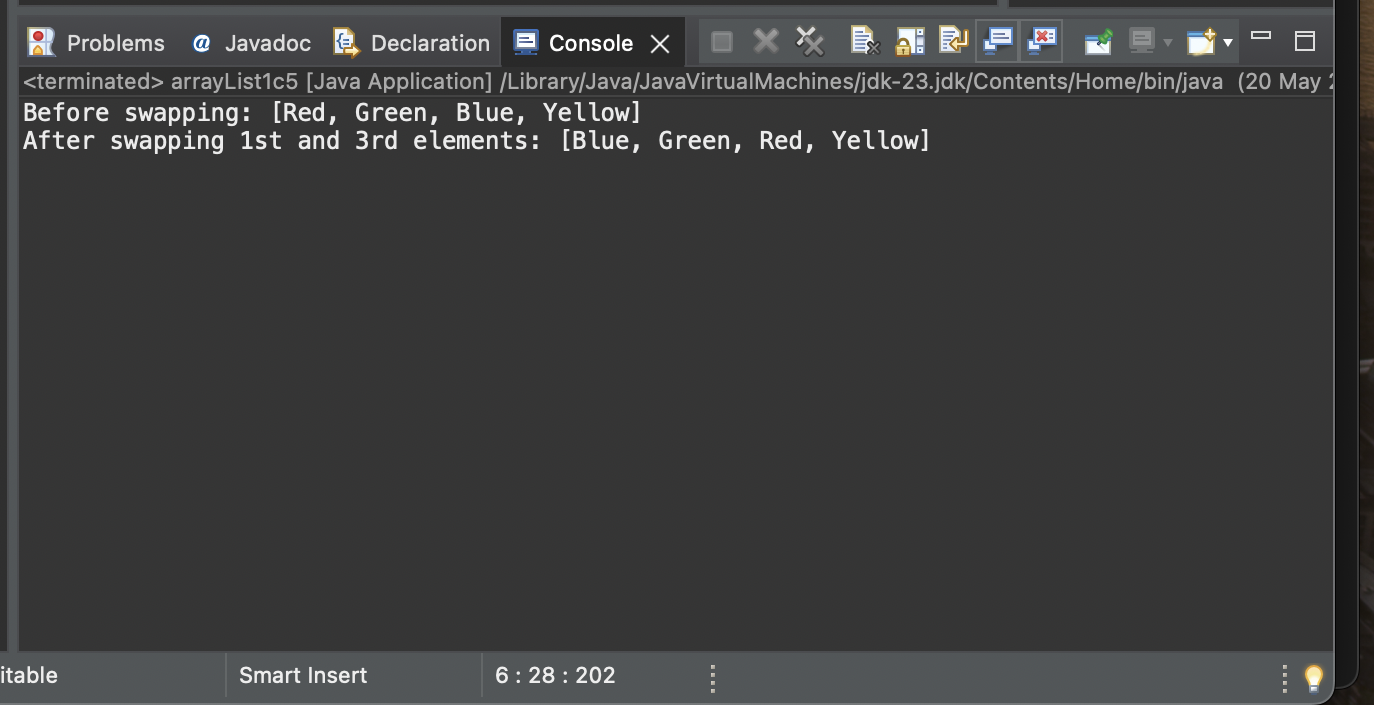 Problems Javadoc Declaration Console
<terminated> arrayList1c5 [Java Application] /Library/Java/JavaVirtualMachines/jdk-23.jdk/Contents/Home/bin/java (20 May
Before swapping: [Red, Green, Blue, Yellow]
After swapping 1st and 3rd elements: [Blue, Green, Red, Yellow]
itable Smart Insert 6 : 28 : 202